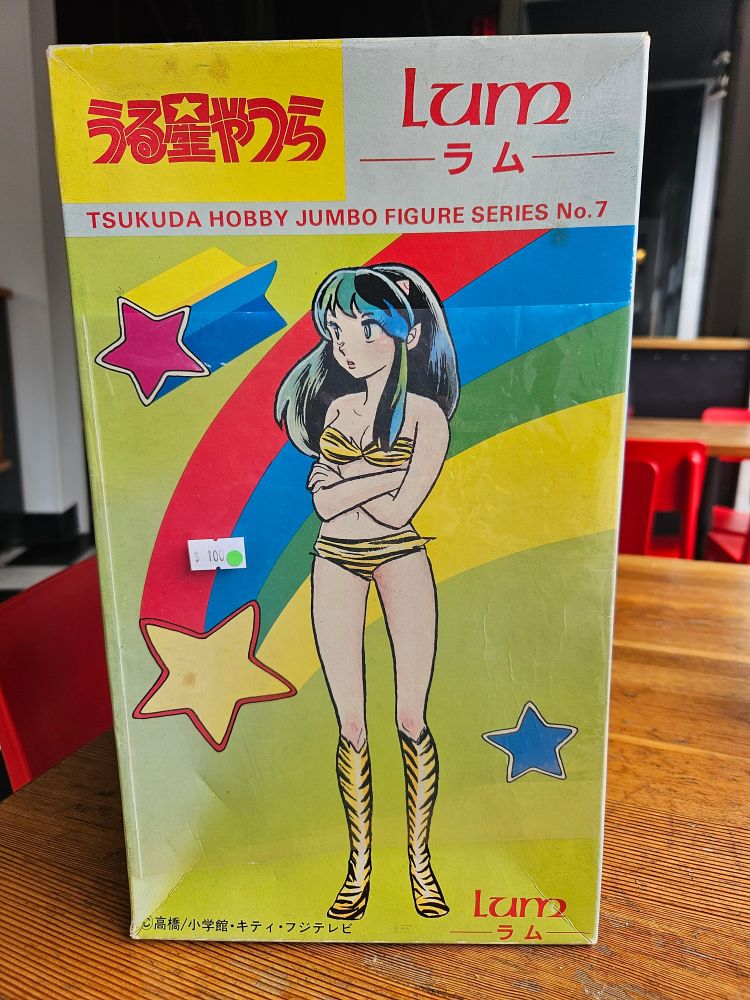 うる星やつら
Lum
ラム
TSUKUDA HOBBY JUMBO FIGURE SERIES No.7
$ 100
Lum
ラム
©高橋/小学館・キティ・フジテレビ